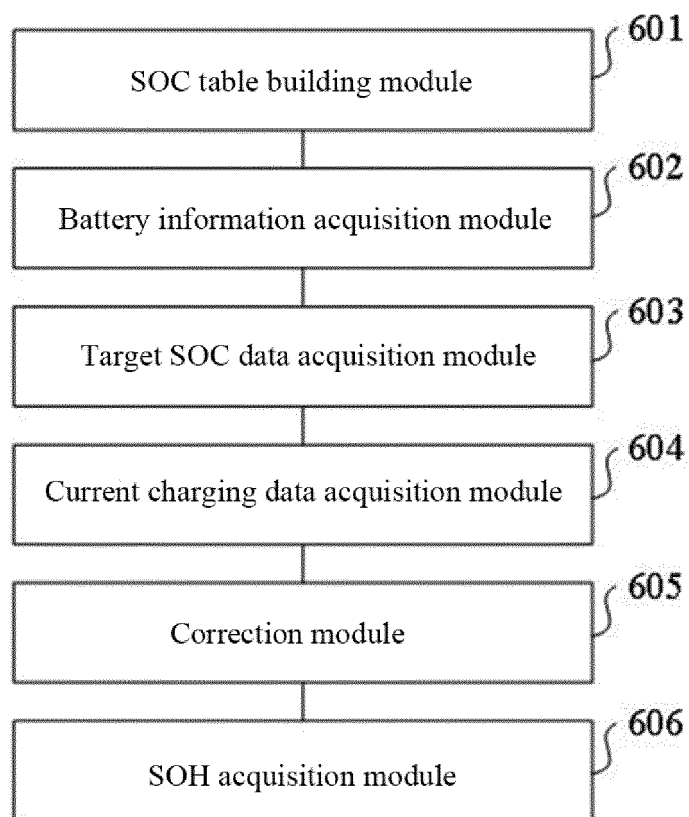 601
SOC table building module
602
Battery information acquisition module
603
Target SOC data acquisition module
604
Current charging data acquisition module
605
Correction module
606
SOH acquisition module